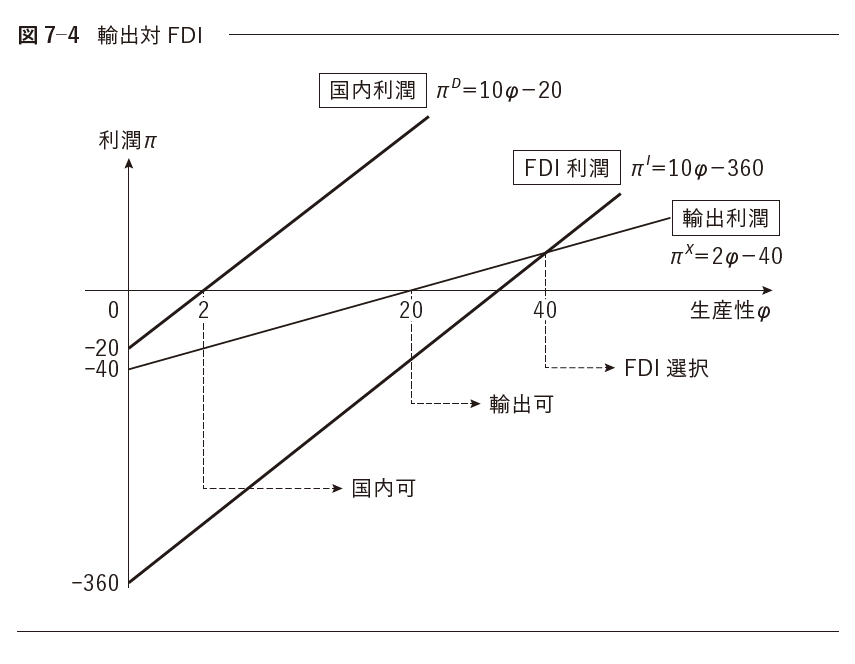 図 7-4 輸出対 FDI
国内利潤 π^D=10φ−20
利潤π
FDI 利潤 π^I=10φ−360
輸出利潤
π^X=2φ−40
0 2 20 40 生産性φ
−20
−40
FDI 選択
輸出可
国内可
−360